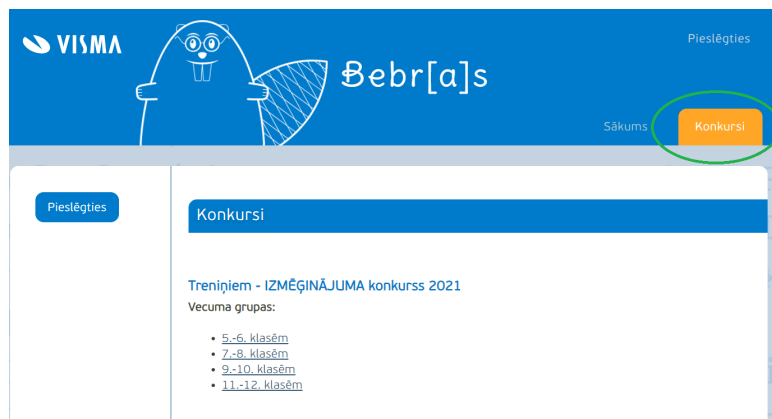 VISMA
Bebr[a]s
Pieslēgties
Sākums
Konkursi
Pieslēgties
Konkursi
Treniņiem - IZMĒĢINĀJUMA konkurss 2021
Vecuma grupas:
5.-6. klasēm
7.-8. klasēm
9.-10. klasēm
11.-12. klasēm